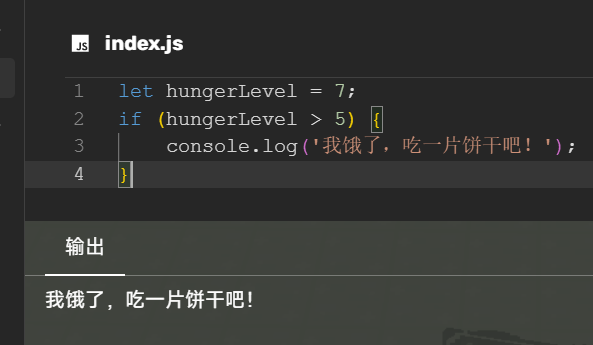 JS index.js
1 let hungerLevel = 7;
2 if (hungerLevel > 5) {
3     console.log('我饿了，吃一片饼干吧！');
4 }
输出
我饿了，吃一片饼干吧！